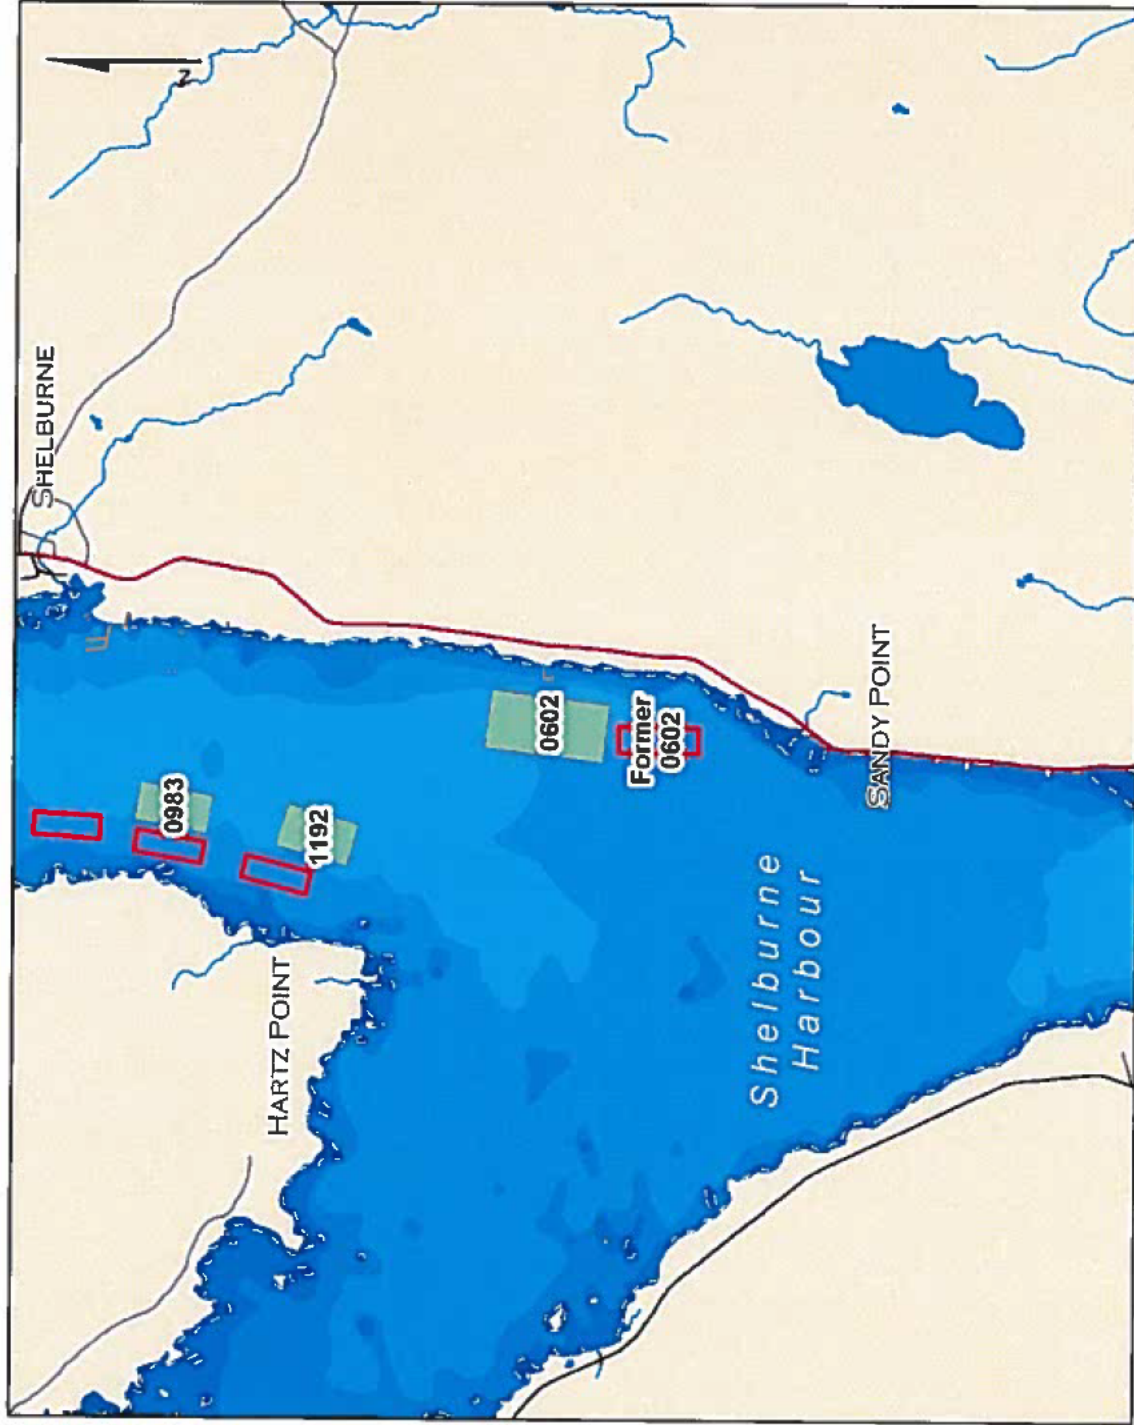 N
SHELBURNE
0983
1192
HARTZ POINT
0602
Former
0602
SANDY POINT
Shelburne
Harbour